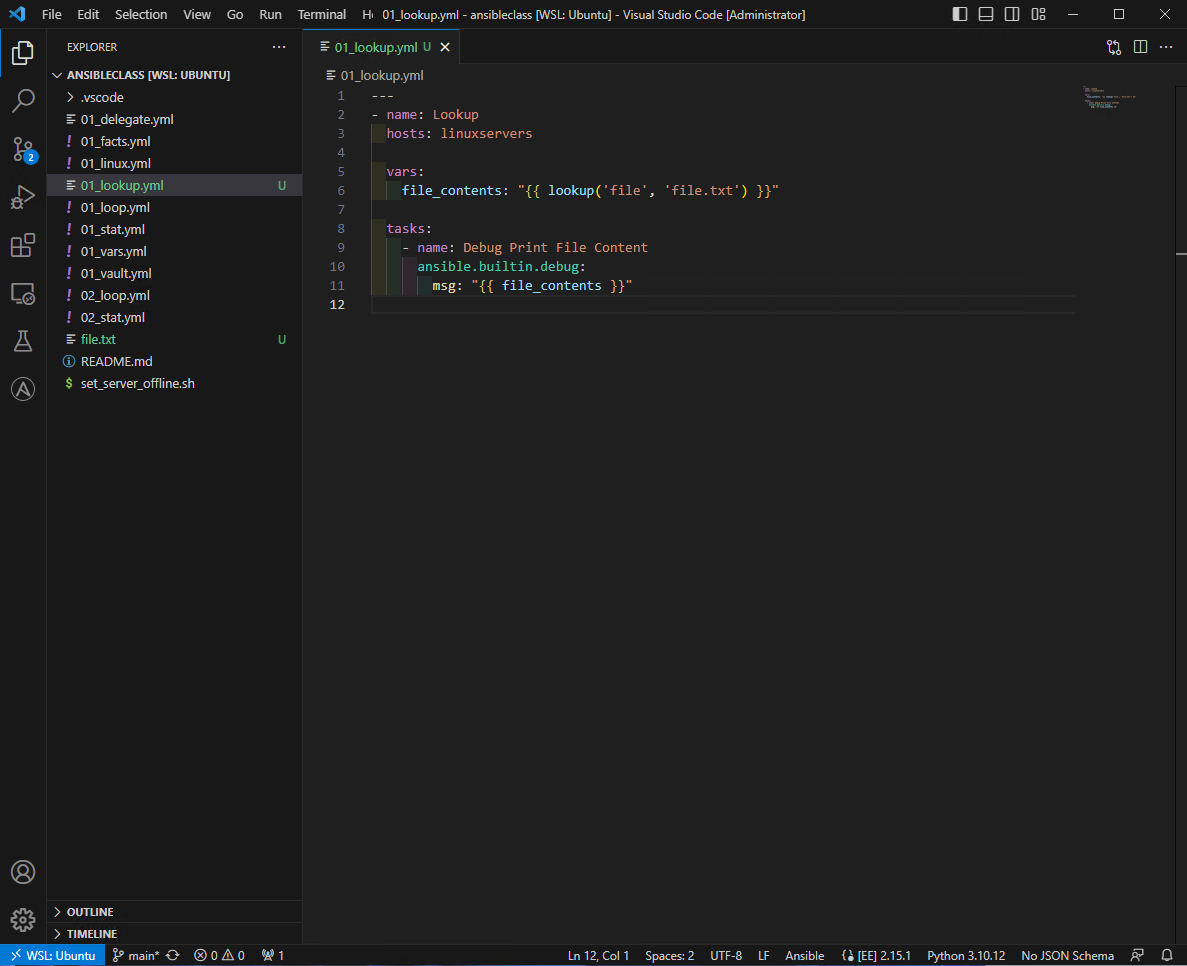 File Edit Selection View Go Run Terminal He 01_lookup.yml - ansibleclass [WSL: Ubuntu] - Visual Studio Code [Administrator]
EXPLORER
ANSIBLECLASS [WSL: UBUNTU]
.vscode
01_delegate.yml
01_facts.yml
01_linux.yml
01_lookup.yml U
01_loop.yml
01_stat.yml
01_vars.yml
01_vault.yml
02_loop.yml
02_stat.yml
file.txt U
README.md
$ set_server_offline.sh
OUTLINE
TIMELINE
2
01_lookup.yml U
01_lookup.yml
1 ---
2 - name: Lookup
3 hosts: linuxservers
4
5 vars:
6 file_contents: "{{ lookup('file', 'file.txt') }}"
7
8 tasks:
9 - name: Debug Print File Content
10 ansible.builtin.debug:
11 msg: "{{ file_contents }}"
12
WSL: Ubuntu main* 0 0 1 Ln 12, Col 1 Spaces: 2 UTF-8 LF Ansible [EE] 2.15.1 Python 3.10.12 No JSON Schema